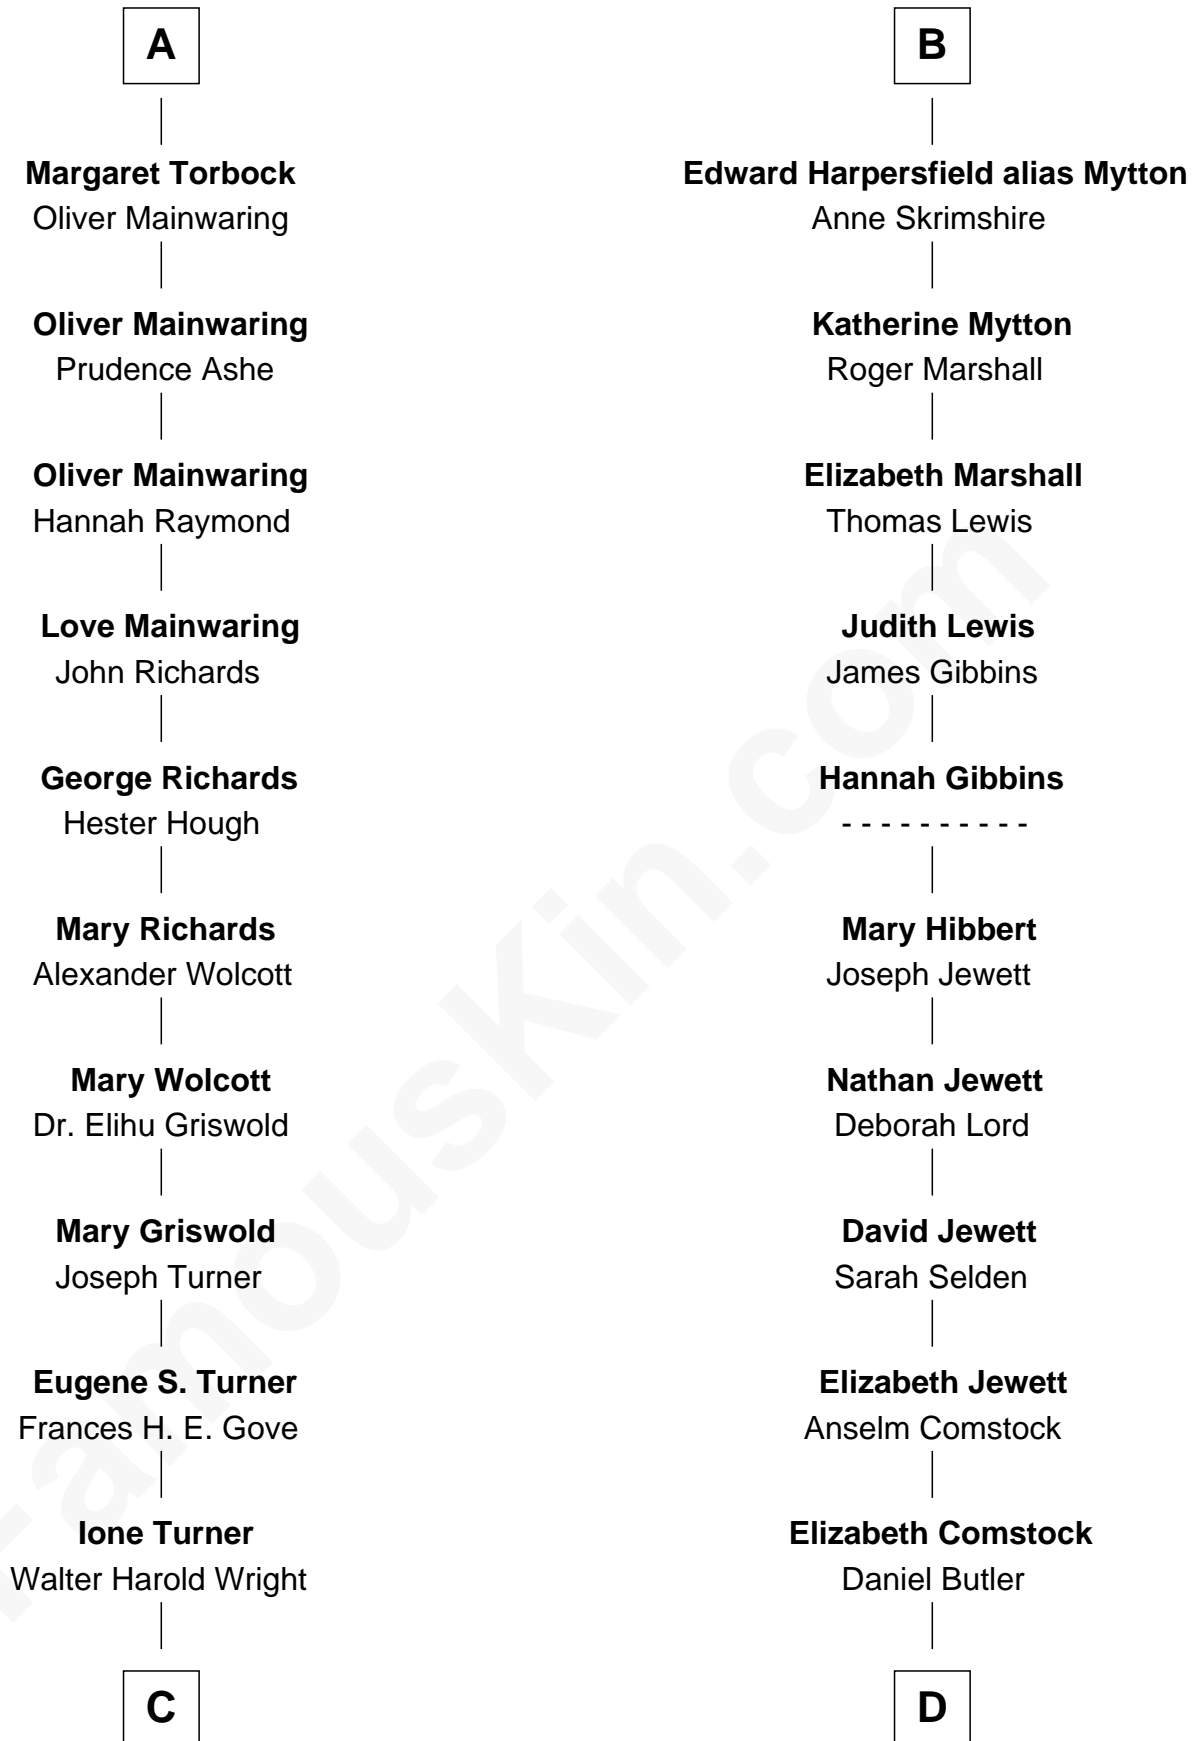 A
Margaret Torbock
Oliver Mainwaring
Oliver Mainwaring
Prudence Ashe
Oliver Mainwaring
Hannah Raymond
Love Mainwaring
John Richards
George Richards
Hester Hough
Mary Richards
Alexander Wolcott
Mary Wolcott
Dr. Elihu Griswold
Mary Griswold
Joseph Turner
Eugene S. Turner
Frances H. E. Gove
Ione Turner
Walter Harold Wright
C
B
Edward Harpersfield alias Mytton
Anne Skrimshire
Katherine Mytton
Roger Marshall
Elizabeth Marshall
Thomas Lewis
Judith Lewis
James Gibbins
Hannah Gibbins
- - - - - - - - - -
Mary Hibbert
Joseph Jewett
Nathan Jewett
Deborah Lord
David Jewett
Sarah Selden
Elizabeth Jewett
Anselm Comstock
Elizabeth Comstock
Daniel Butler
D
FamousKin.com